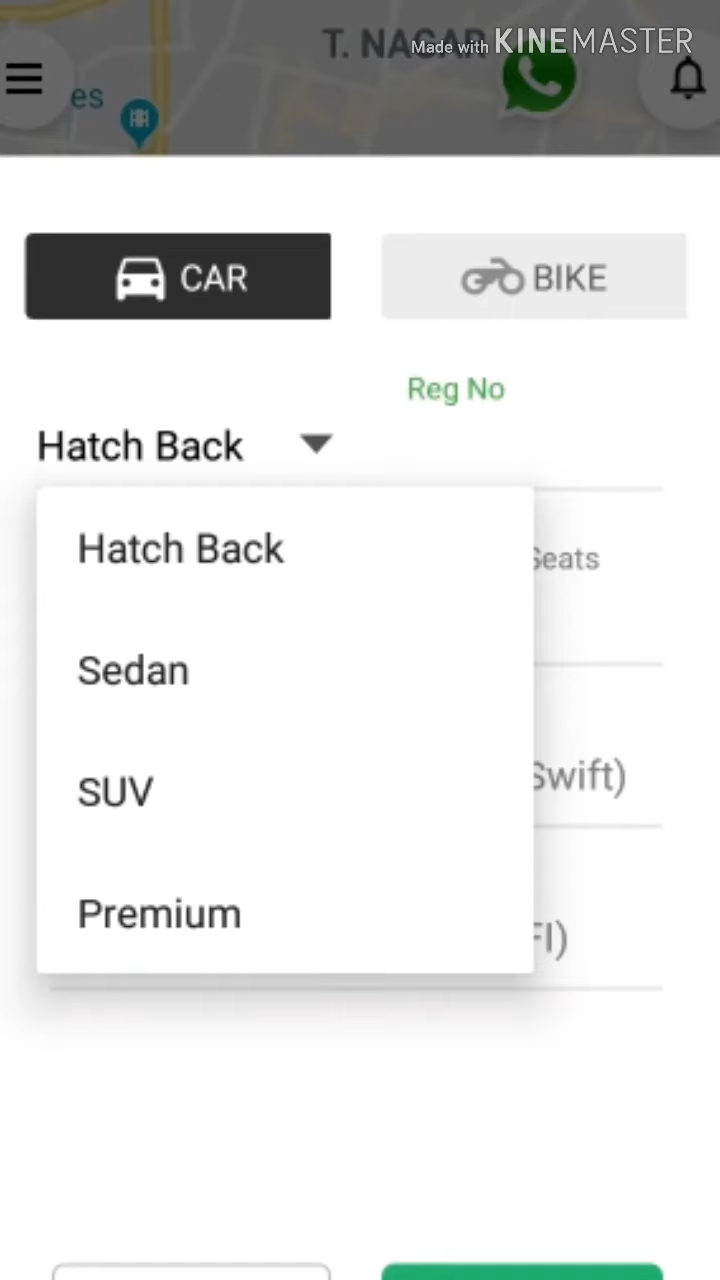 T. NAGAR
Made with KINEMASTER
es
CAR
BIKE
Reg No
Hatch Back
Hatch Back
Seats
Sedan
SUV
Swift)
Premium
FI)